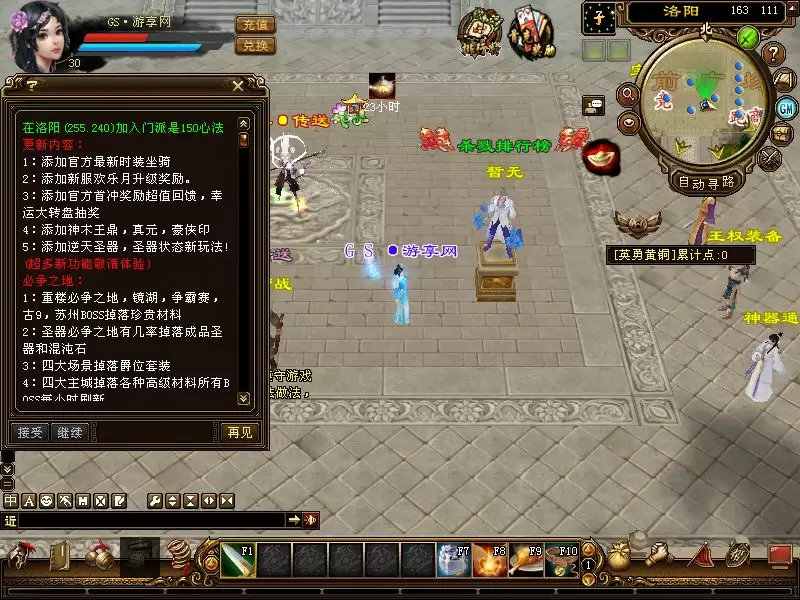 GS·游享网
充值
兑换
30
洛阳
163
111
北
自动寻路
GM
23小时
传送
杀戮排行榜
暂无
GS
游享网
王权装备
[英勇黄铜]累计点:0
神器通
?
在洛阳(255.240)加入门派是150心法
更新内容：
1：添加官方最新时装坐骑
2：添加新服欢乐月升级奖励。
3：添加官方首冲奖励超值回馈，幸
运大转盘抽奖
4：添加神木王鼎，真元，豪侠印
5：添加逆天圣器，圣器状态新玩法!
(超多新功能敬请体验)
必争之地：
1：重楼必争之地，镜湖，争霸赛，
古9，苏州BOSS掉落珍贵材料
2：圣器必争之地有几率掉落成品圣
器和混沌石
3：四大场景掉落爵位套装
4：四大主城掉落各种高级材料所有B
OSS每小时刷新
接受
继续
再见
守游戏
做法，
中
A
M
近
F1
F7
F8
F9
F10
1